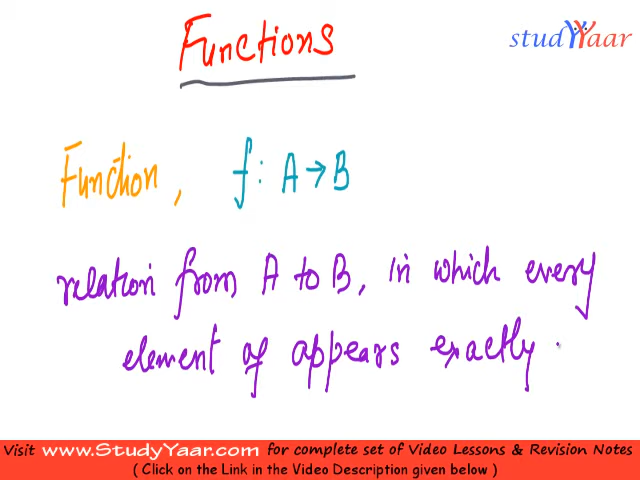 Functions
studYYaar
Function, f: A → B
relation from A to B, in which every
element of appears exactly
Visit www.StudyYaar.com for complete set of Video Lessons & Revision Notes
( Click on the Link in the Video Description given below )